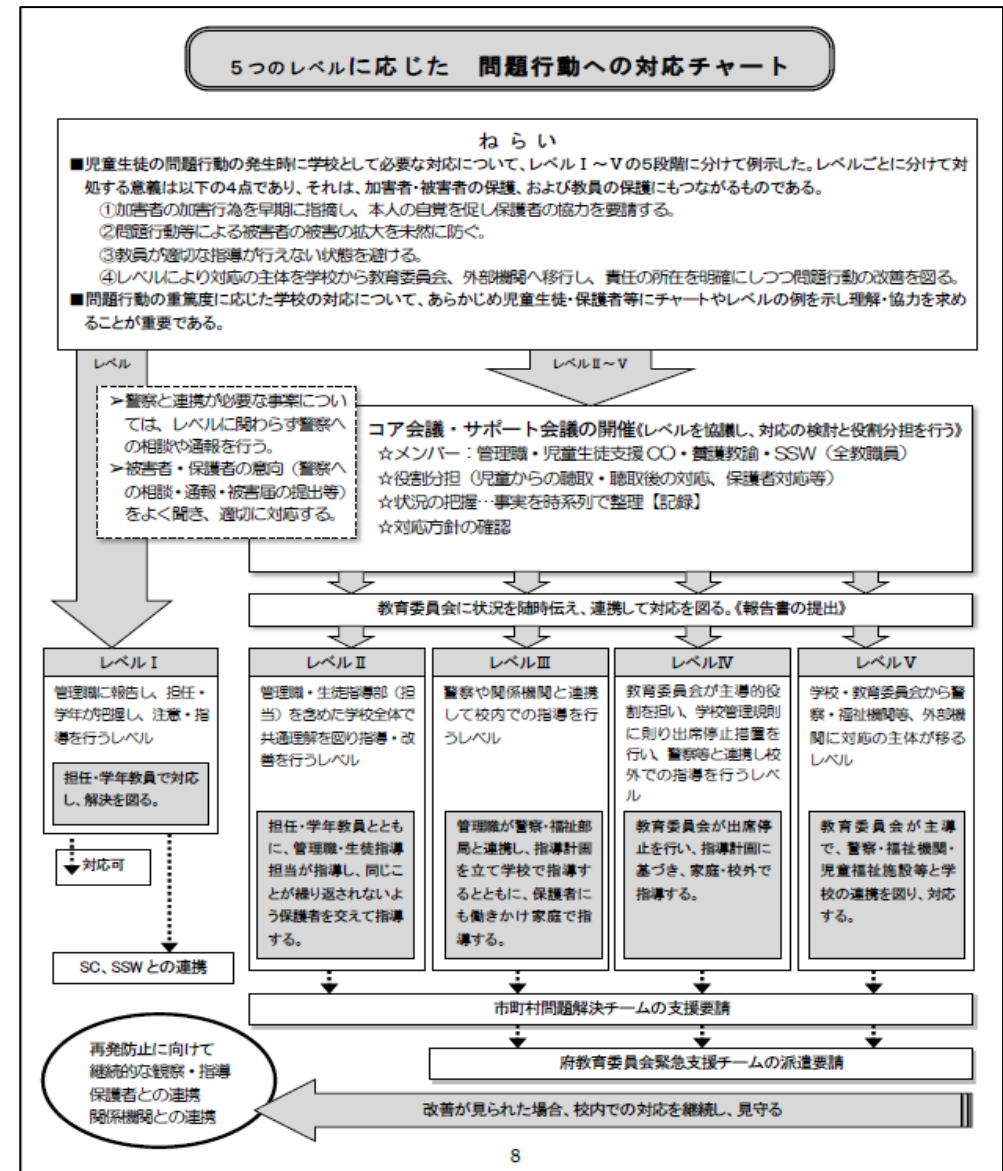 5つのレベルに応じた 問題行動への対応チャート
ねらい
■児童生徒の問題行動の発生時に学校として必要な対応について、レベルⅠ～Ⅴの5段階に分けて例示した。レベルごとに分けて対
処する意義は以下の4点であり、それは、加害者・被害者の保護、および教員の保護にもつながるものである。
①加害者の加害行為を早期に指摘し、本人の自覚を促し保護者の協力を要請する。
②問題行動等による被害者の被害の拡大を未然に防ぐ。
③教員が適切な指導が行えない状態を避ける。
④レベルにより対応の主体を学校から教育委員会、外部機関へ移行し、責任の所在を明確にしつつ問題行動の改善を図る。
■問題行動の重篤度に応じた学校の対応について、あらかじめ児童生徒・保護者等にチャートやレベルの例を示し理解・協力を求め
ることが重要である。
レベル
レベルⅡ～Ⅴ
➢警察と連携が必要な事案につい
ては、レベルに関わらず警察へ
の相談や通報を行う。
➢被害者・保護者の意向（警察へ
の相談・通報・被害届の提出等）
をよく聞き、適切に対応する。
コア会議・サポート会議の開催《レベルを協議し、対応の検討と役割分担を行う》
☆メンバー：管理職・児童生徒支援CO・養護教諭・SSW（全教職員）
☆役割分担（児童からの聴取・聴取後の対応、保護者対応等）
☆状況の把握…事実を時系列で整理【記録】
☆対応方針の確認
教育委員会に状況を随時伝え、連携して対応を図る。《報告書の提出》
レベルⅠ
管理職に報告し、担任・
学年が把握し、注意・指
導を行うレベル
担任・学年教員で対応
し、解決を図る。
対応可
SC、SSWとの連携
レベルⅡ
管理職・生徒指導部（担
当）を含めた学校全体で
共通理解を図り指導・改
善を行うレベル
担任・学年教員ととも
に、管理職・生徒指導
担当が指導し、同じこ
とが繰り返されないよ
う保護者を交えて指導
する。
レベルⅢ
警察や関係機関と連携
して校内での指導を行
うレベル
管理職が警察・福祉部
局と連携し、指導計画
を立て学校で指導す
るとともに、保護者に
も働きかけ家庭で指
導する。
レベルⅣ
教育委員会が主導的役
割を担い、学校管理規則
に則り出席停止措置を
行い、警察等と連携し校
外での指導を行うレベ
ル
教育委員会が出席停
止を行い、指導計画に
基づき、家庭・校外で
指導する。
レベルⅤ
学校・教育委員会から警
察・福祉機関等、外部機
関に対応の主体が移る
レベル
教育委員会が主導
で、警察・福祉機関・
児童福祉施設等と学
校の連携を図り、対応
する。
市町村問題解決チームの支援要請
府教育委員会緊急支援チームの派遣要請
再発防止に向けて
継続的な観察・指導
保護者との連携
関係機関との連携
改善が見られた場合、校内での対応を継続し、見守る
8